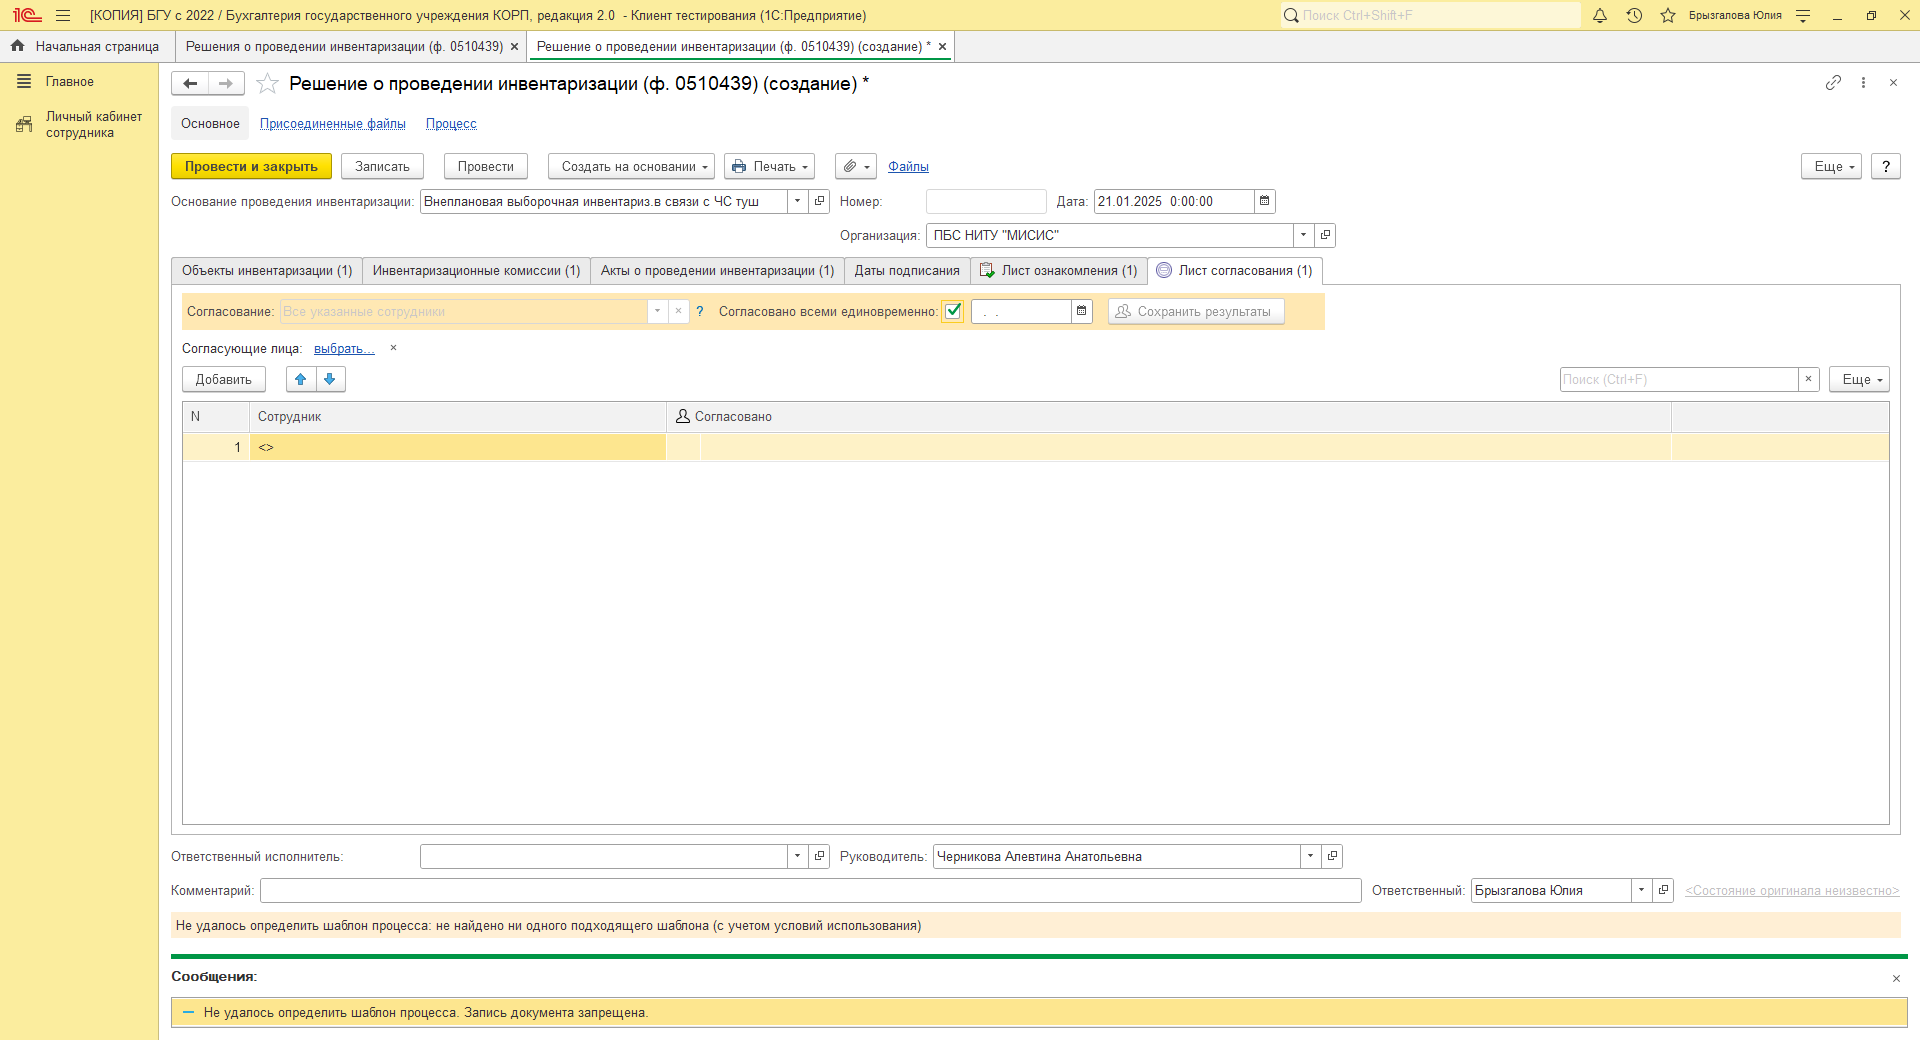 [КОПИЯ] БГУ с 2022 / Бухгалтерия государственного учреждения КОРП, редакция 2.0 - Клиент тестирования (1С:Предприятие)
Поиск Ctrl+Shift+F
Брызгалова Юлия
Начальная страница
Решения о проведении инвентаризации (ф. 0510439) ×
Решение о проведении инвентаризации (ф. 0510439) (создание) * ×
Главное
Личный кабинет сотрудника
Решение о проведении инвентаризации (ф. 0510439) (создание) *
Основное Присоединенные файлы Процесс
Провести и закрыть Записать Провести Создать на основании Печать Файлы Еще ?
Основание проведения инвентаризации: Внеплановая выборочная инвентариз.в связи с ЧС туш Номер: Дата: 21.01.2025 0:00:00
Организация: ПБС НИТУ "МИСИС"
Объекты инвентаризации (1) Инвентаризационные комиссии (1) Акты о проведении инвентаризации (1) Даты подписания Лист ознакомления (1) Лист согласования (1)
Согласование: Все указанные сотрудники × ? Согласовано всеми единовременно: . . Сохранить результаты
Согласующие лица: выбрать... ×
Добавить Поиск (Ctrl+F) × Еще
N Сотрудник Согласовано
1 <>
Ответственный исполнитель: Руководитель: Черникова Алевтина Анатольевна
Комментарий: Ответственный: Брызгалова Юлия <Состояние оригинала неизвестно>
Не удалось определить шаблон процесса: не найдено ни одного подходящего шаблона (с учетом условий использования)
Сообщения: ×
Не удалось определить шаблон процесса. Запись документа запрещена.